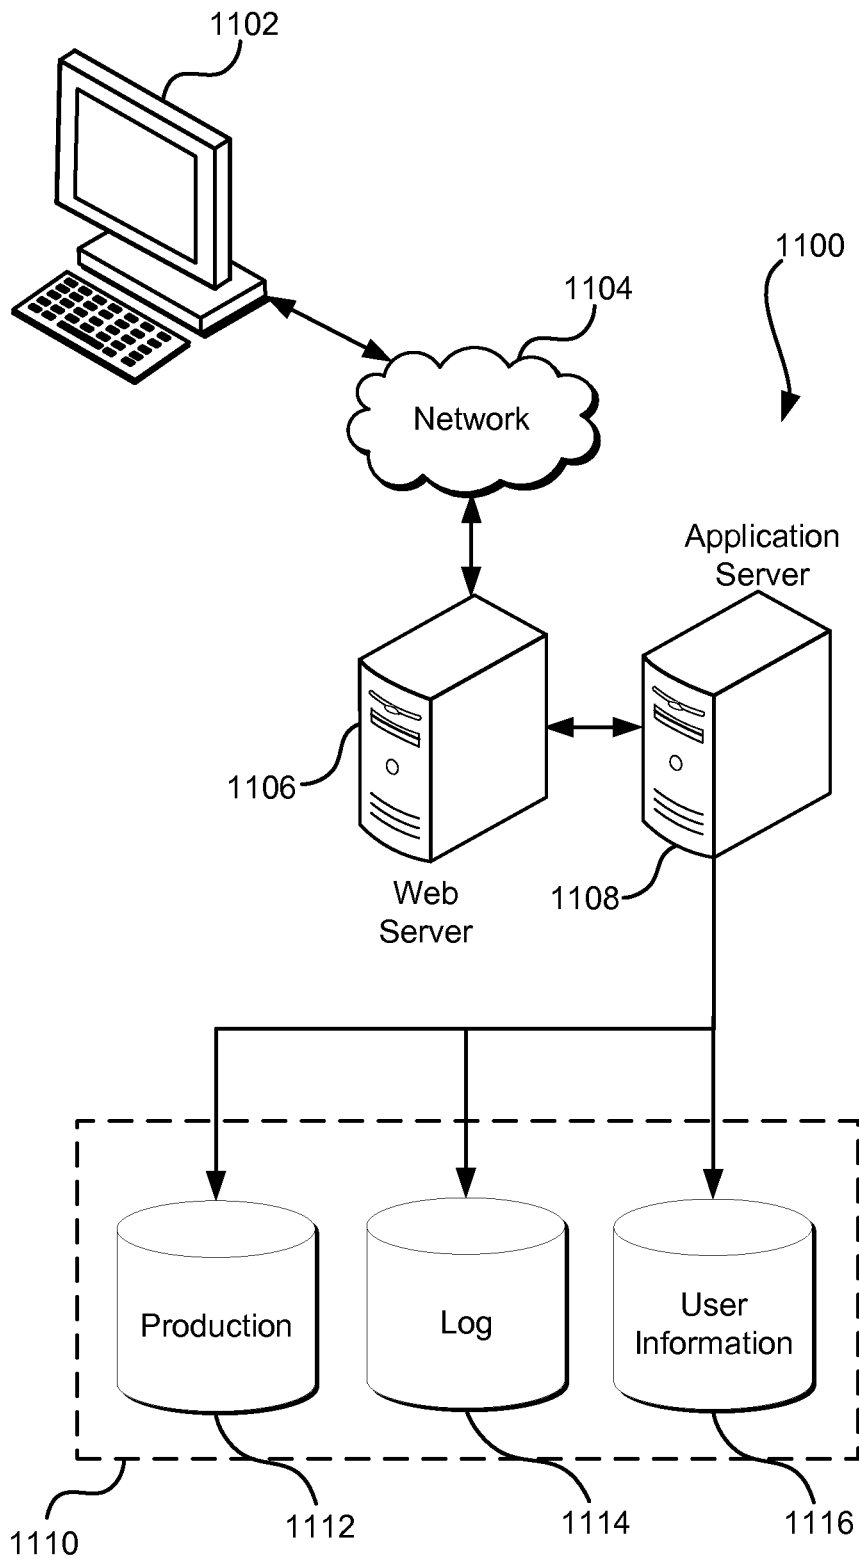 1102
1100
1104
Network
Application
Server
1106
1108
Web
Server
Production
Log
User
Information
1110
1112
1114
1116